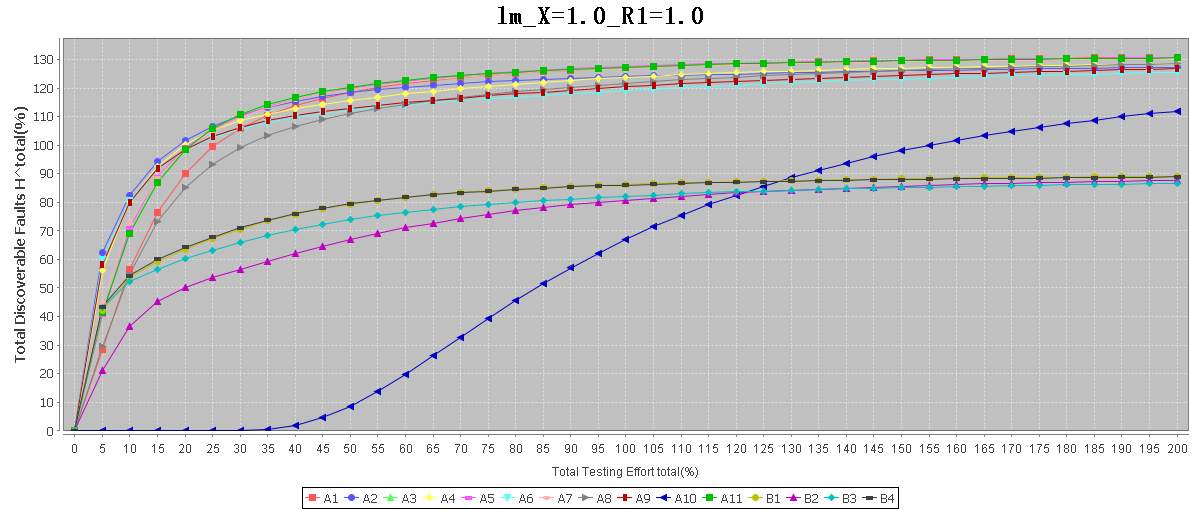 lm_X=1.0_R1=1.0
Total Discoverable Faults H^total(%)
130
120
110
100
90
80
70
60
50
40
30
20
10
0
0 5 10 15 20 25 30 35 40 45 50 55 60 65 70 75 80 85 90 95 100 105 110 115 120 125 130 135 140 145 150 155 160 165 170 175 180 185 190 195 200
Total Testing Effort total(%)
A1 A2 A3 A4 A5 A6 A7 A8 A9 A10 A11 B1 B2 B3 B4